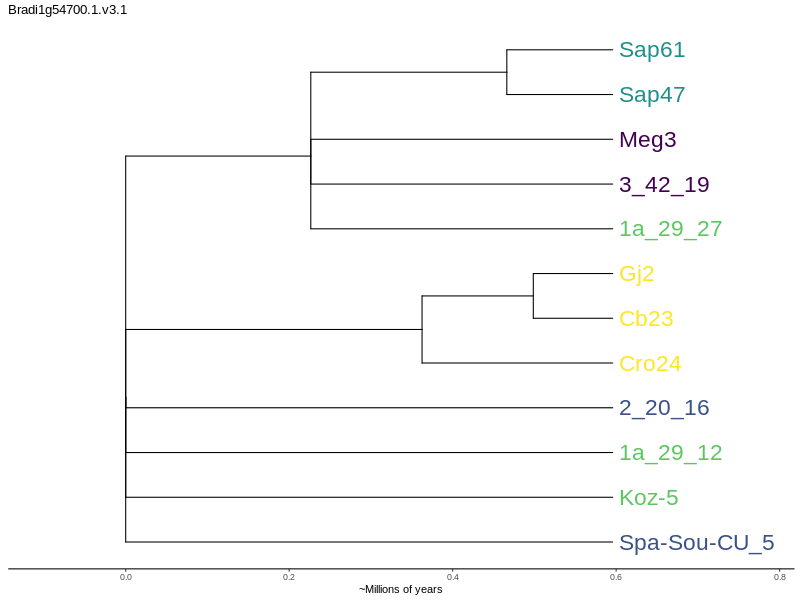 Bradi1g54700.1.v3.1
Sap61
Sap47
Meg3
3_42_19
1a_29_27
Gj2
Cb23
Cro24
2_20_16
1a_29_12
Koz-5
Spa-Sou-CU_5
0.0 0.2 0.4 0.6 0.8
~Millions of years